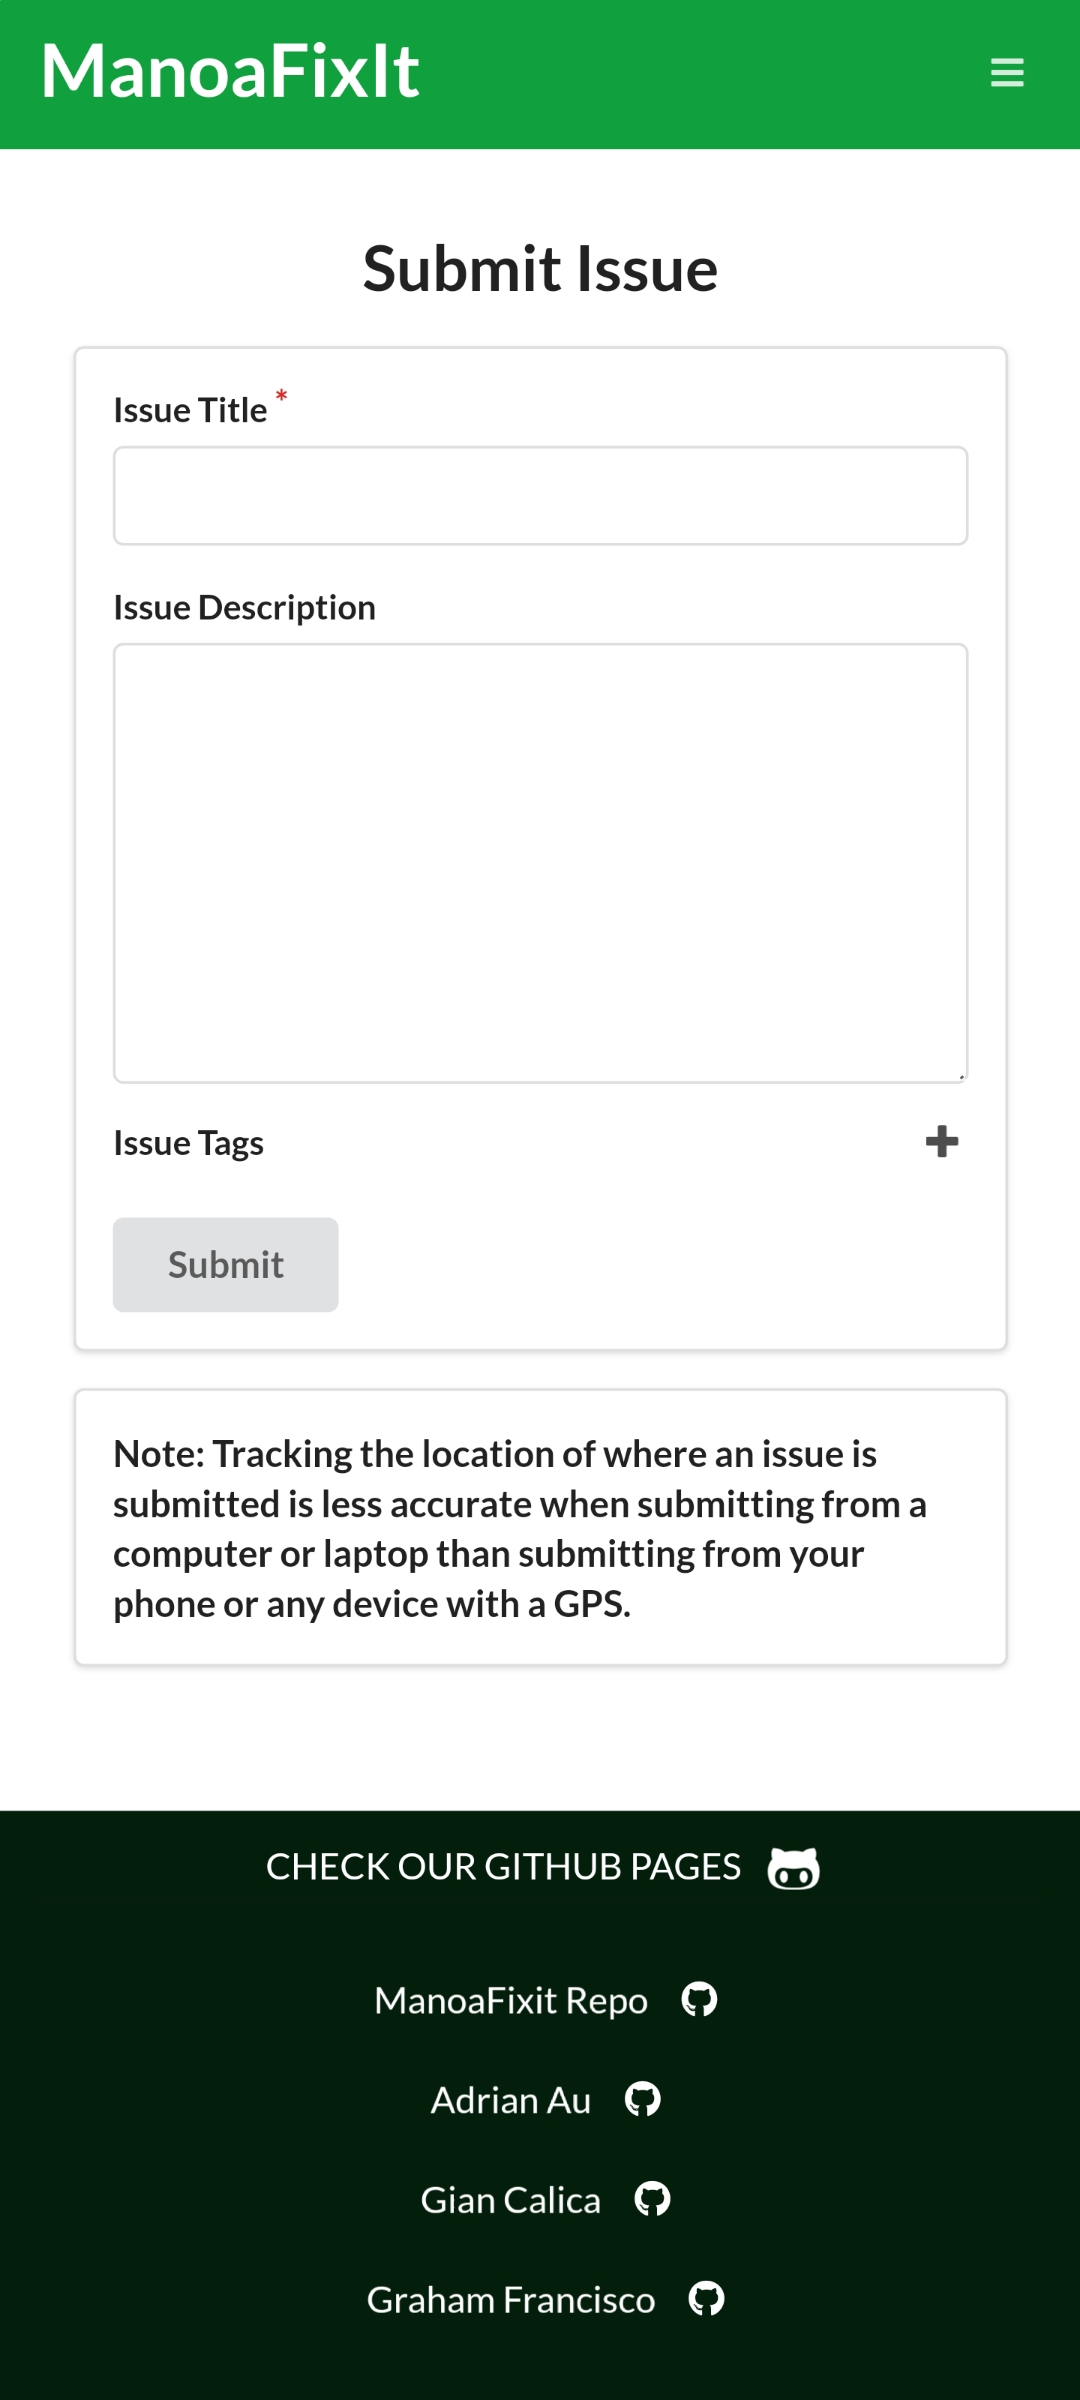 ManoaFixIt
Submit Issue
Issue Title *
Issue Description
Issue Tags
Submit
Note: Tracking the location of where an issue is
submitted is less accurate when submitting from a
computer or laptop than submitting from your
phone or any device with a GPS.
CHECK OUR GITHUB PAGES
ManoaFixit Repo
Adrian Au
Gian Calica
Graham Francisco